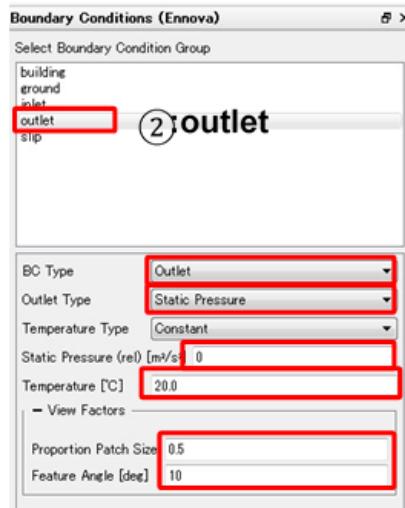 Boundary Conditions (Ennova)
Select Boundary Condition Group
building
ground
inlet
outlet
slip
②:outlet
BC Type Outlet
Outlet Type Static Pressure
Temperature Type Constant
Static Pressure (rel) [m²/s² 0
Temperature [°C] 20.0
− View Factors
Proportion Patch Size 0.5
Feature Angle [deg] 10